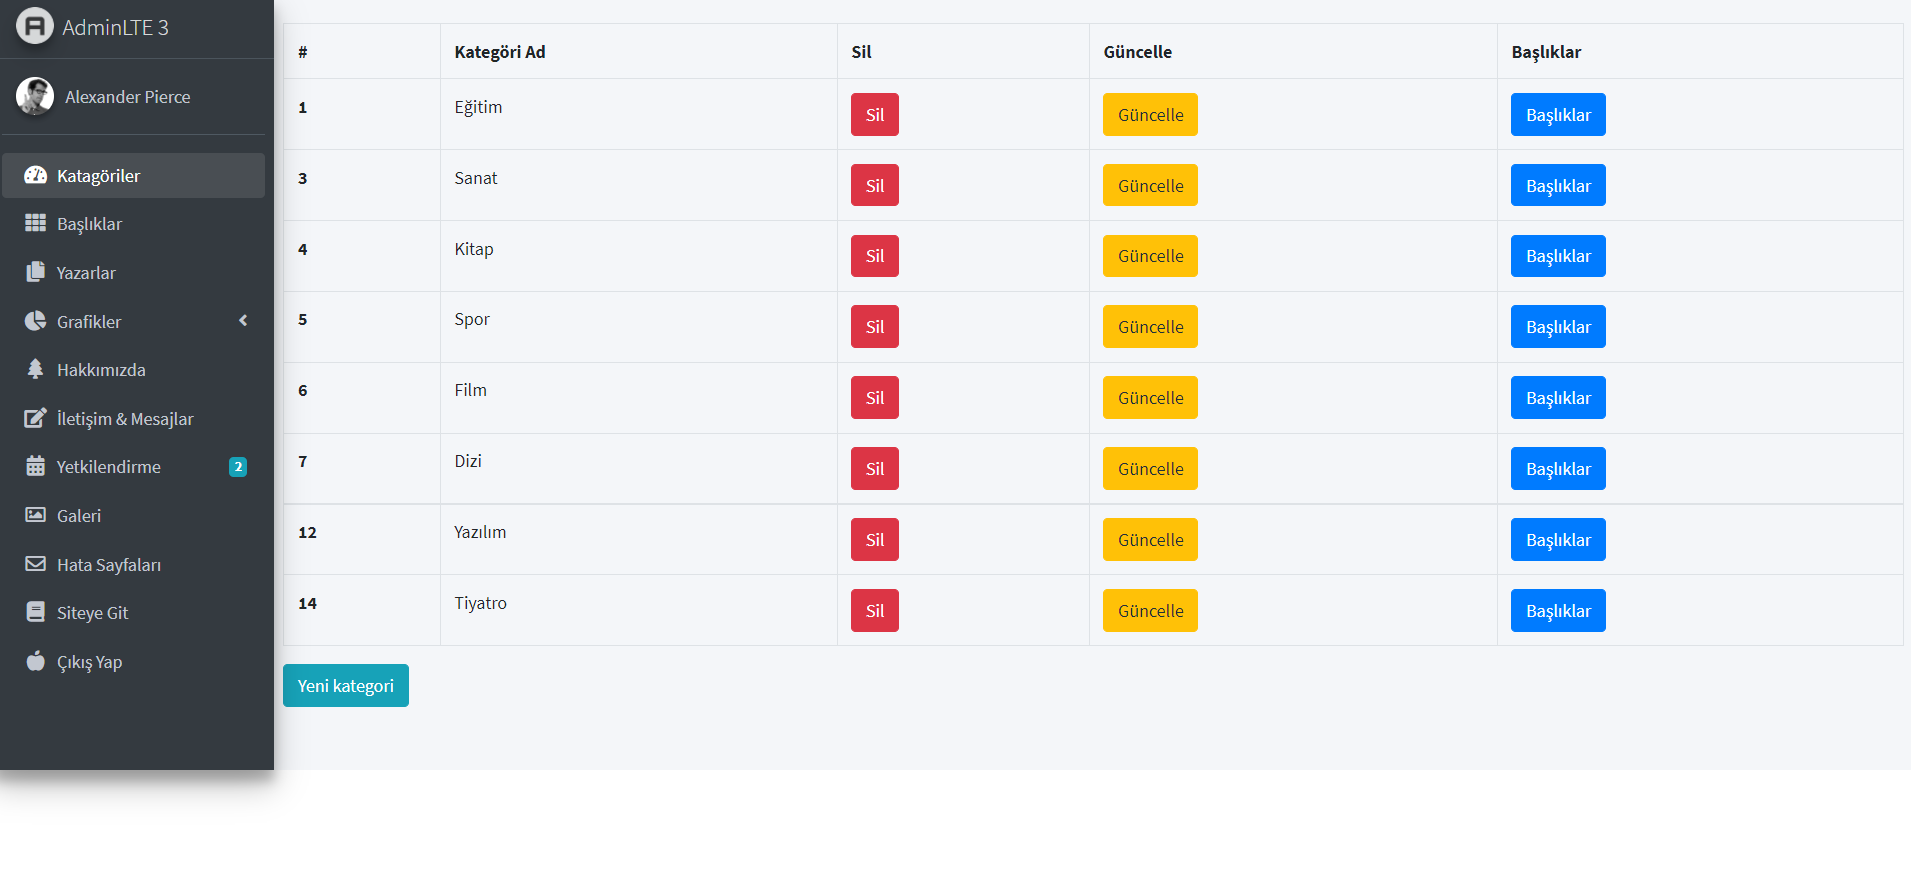 AdminLTE 3
Alexander Pierce
Katagöriler
Başlıklar
Yazarlar
Grafikler
Hakkımızda
İletişim & Mesajlar
Yetkilendirme 2
Galeri
Hata Sayfaları
Siteye Git
Çıkış Yap
# Kategöri Ad Sil Güncelle Başlıklar
1 Eğitim Sil Güncelle Başlıklar
3 Sanat Sil Güncelle Başlıklar
4 Kitap Sil Güncelle Başlıklar
5 Spor Sil Güncelle Başlıklar
6 Film Sil Güncelle Başlıklar
7 Dizi Sil Güncelle Başlıklar
12 Yazılım Sil Güncelle Başlıklar
14 Tiyatro Sil Güncelle Başlıklar
Yeni kategori